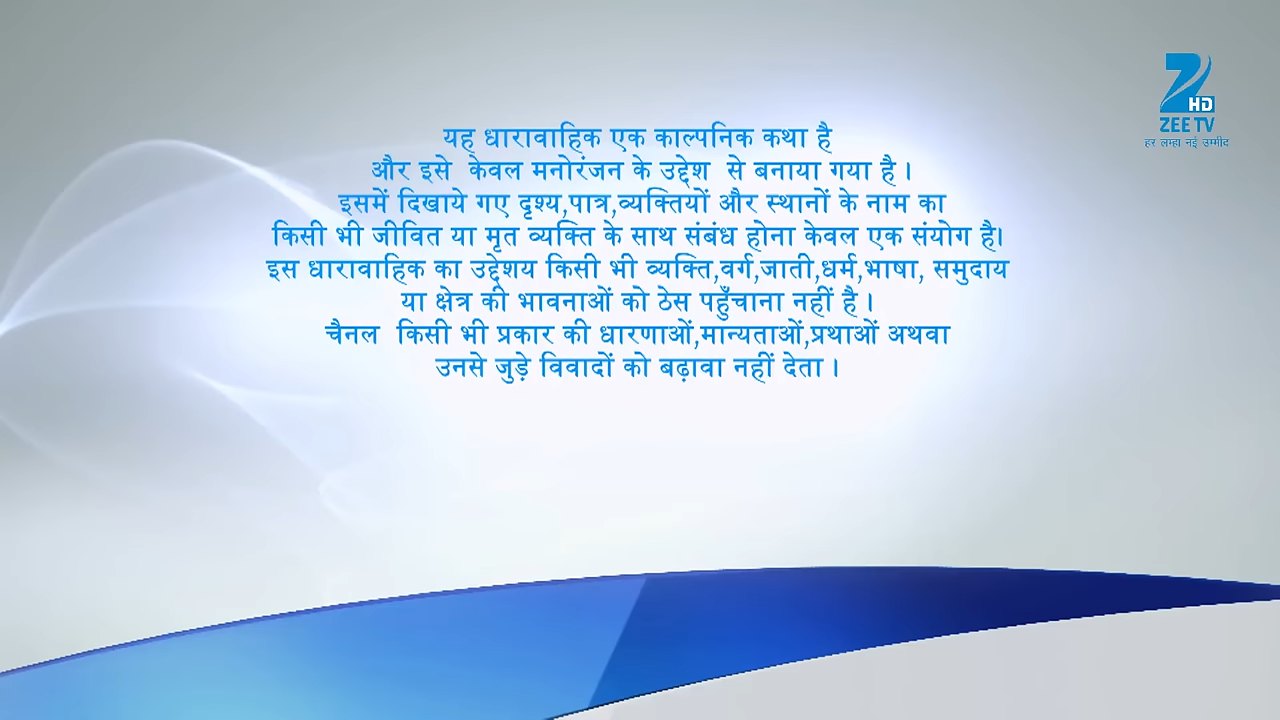 यह धारावाहिक एक काल्पनिक कथा है
और इसे केवल मनोरंजन के उद्देश से बनाया गया है।
इसमें दिखाये गए दृश्य,पात्र,व्यक्तियों और स्थानों के नाम का
किसी भी जीवित या मृत व्यक्ति के साथ संबंध होना केवल एक संयोग है।
इस धारावाहिक का उद्देशय किसी भी व्यक्ति,वर्ग,जाती,धर्म,भाषा, समुदाय
या क्षेत्र की भावनाओं को ठेस पहुँचाना नहीं है।
चैनल किसी भी प्रकार की धारणाओं,मान्यताओं,प्रथाओं अथवा
उनसे जुड़े विवादों को बढ़ावा नहीं देता।
HD
ZEE TV
हर लम्हा नई उम्मीद